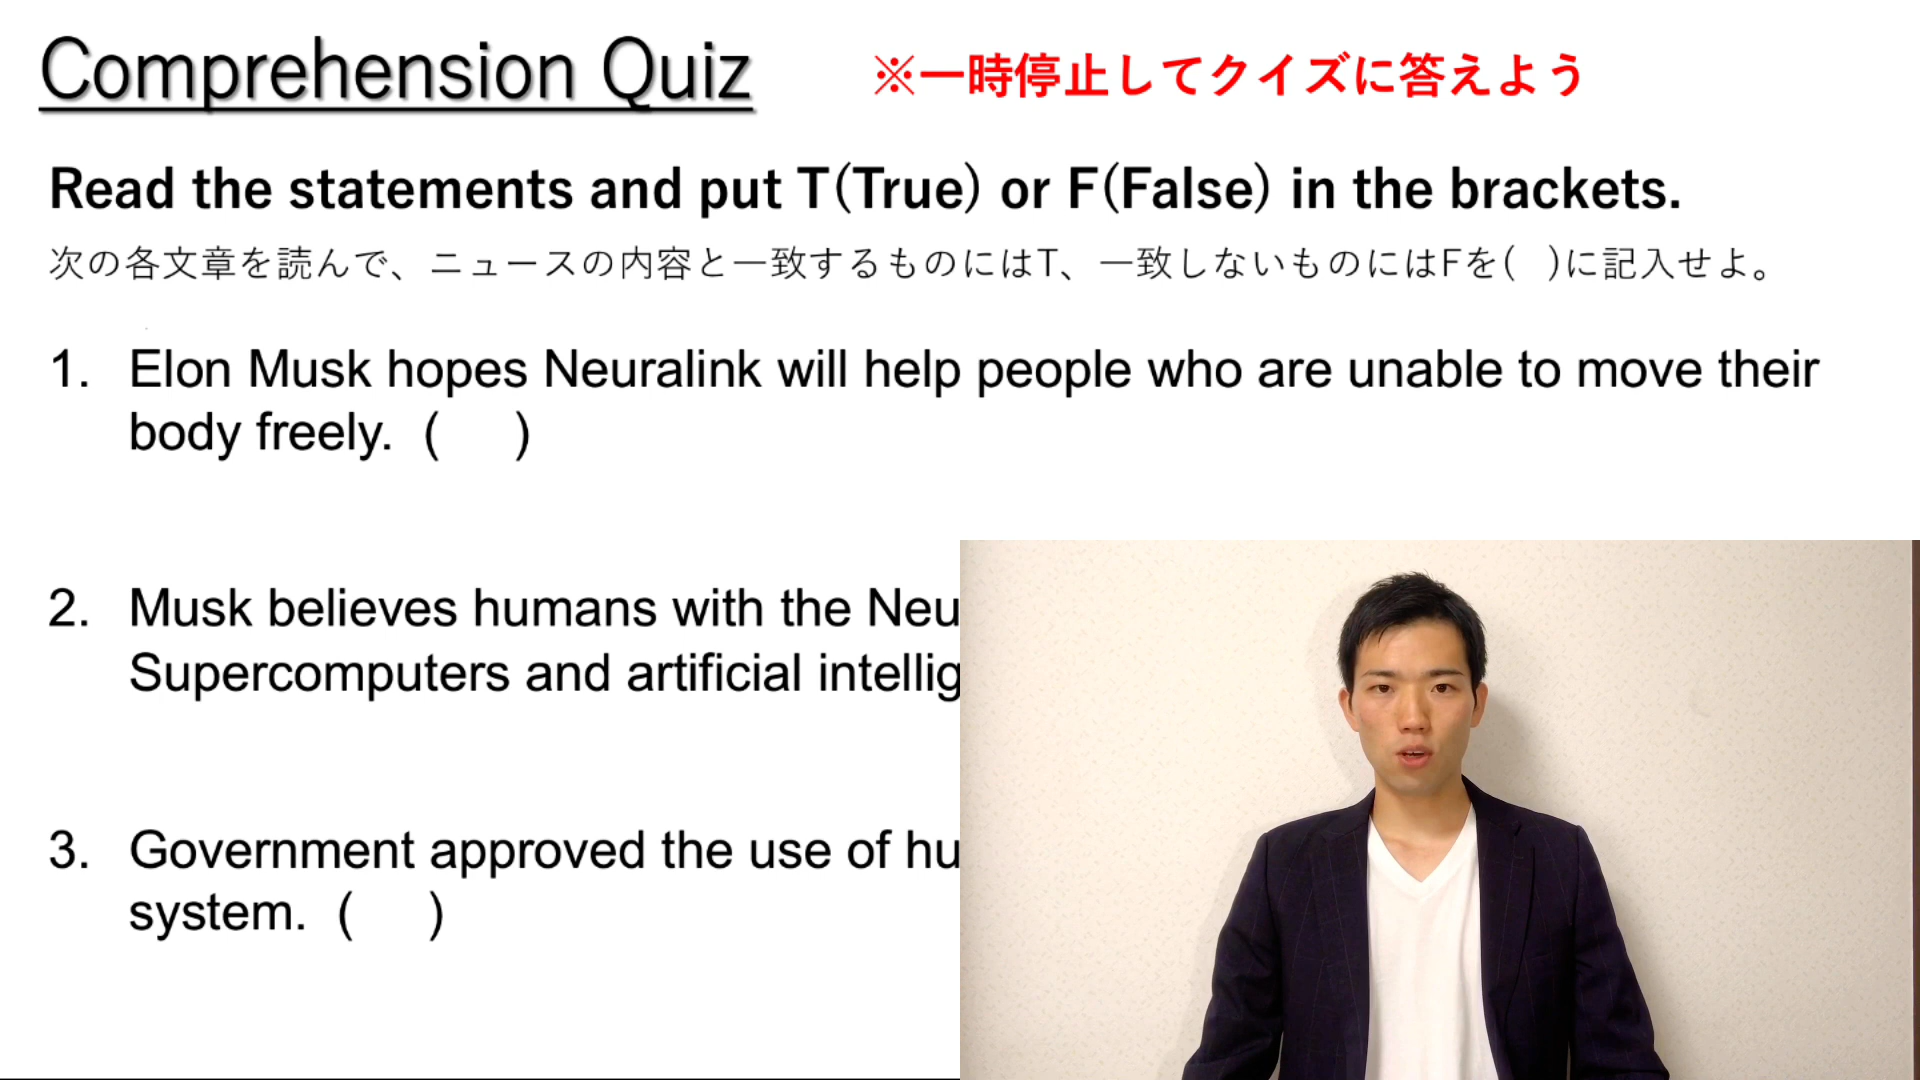 Comprehension Quiz
※一時停止してクイズに答えよう
Read the statements and put T(True) or F(False) in the brackets.
次の各文章を読んで、ニュースの内容と一致するものにはT、一致しないものにはFを( )に記入せよ。
1. Elon Musk hopes Neuralink will help people who are unable to move their
body freely. ( )
2. Musk believes humans with the
Supercomputers and artificial
3. Government approved the use of
system. ( )